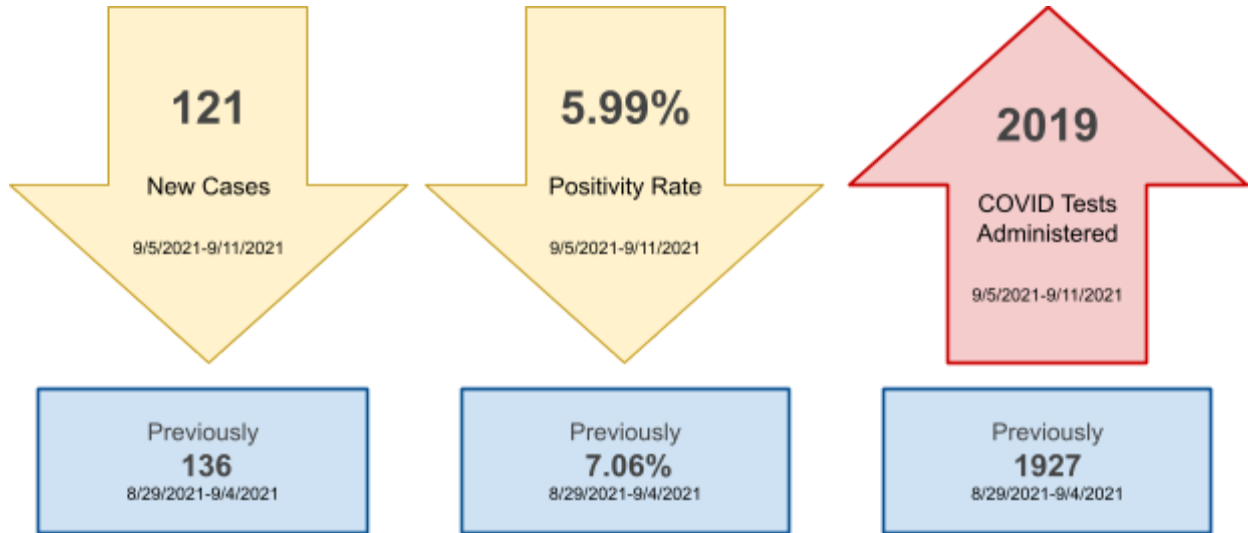 121
New Cases
9/5/2021-9/11/2021
5.99%
Positivity Rate
9/5/2021-9/11/2021
2019
COVID Tests
Administered
9/5/2021-9/11/2021
Previously
136
8/29/2021-9/4/2021
Previously
7.06%
8/29/2021-9/4/2021
Previously
1927
8/29/2021-9/4/2021